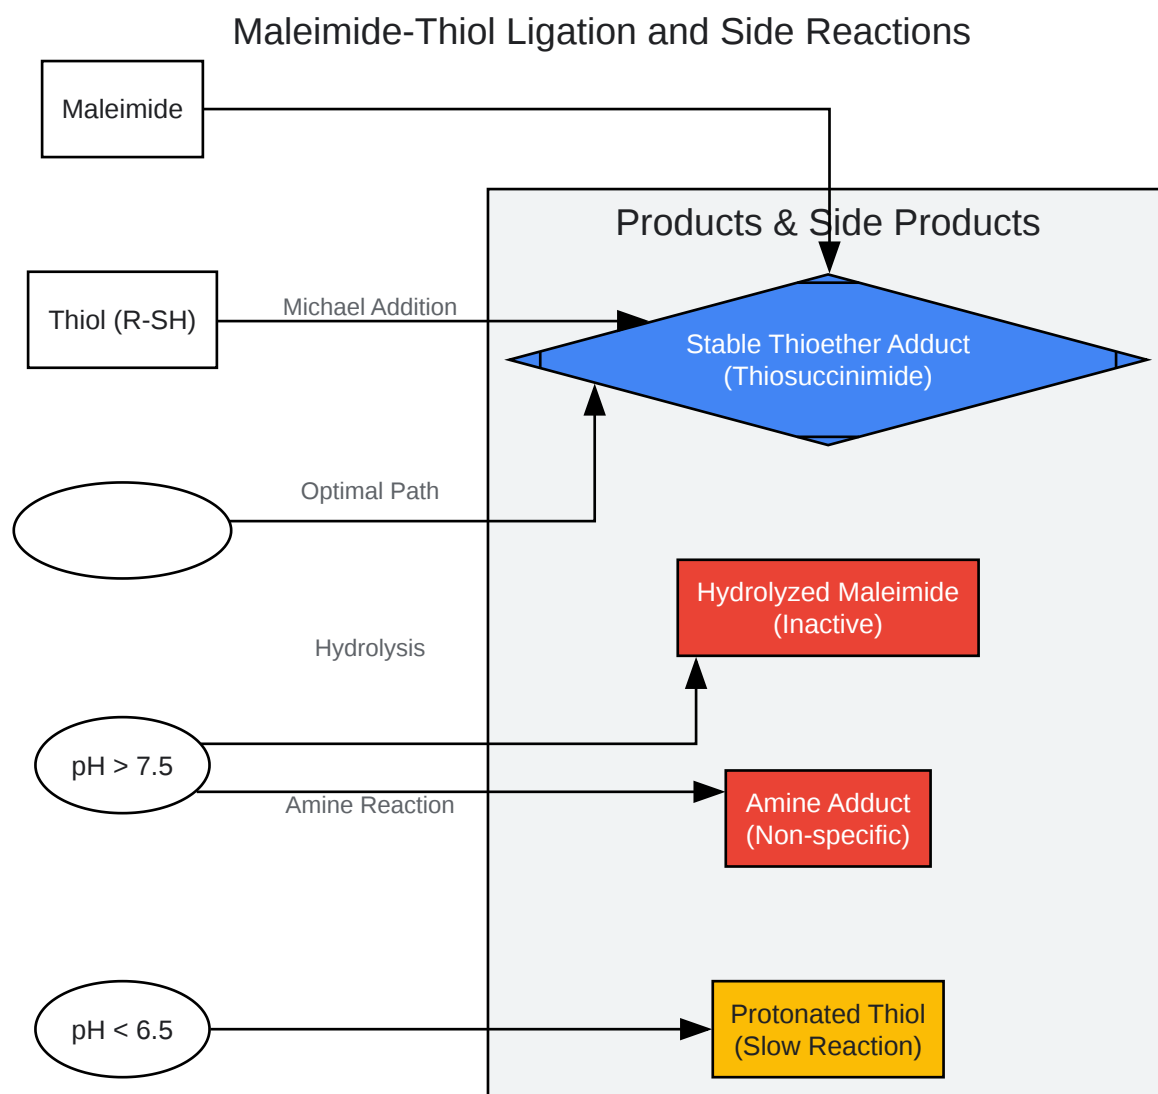 Maleimide-Thiol Ligation and Side Reactions
Maleimide
Products & Side Products
Thiol (R-SH)
Michael Addition
Stable Thioether Adduct
(Thiosuccinimide)
Optimal Path
Hydrolyzed Maleimide
(Inactive)
Hydrolysis
pH > 7.5
Amine Reaction
Amine Adduct
(Non-specific)
pH < 6.5
Protonated Thiol
(Slow Reaction)